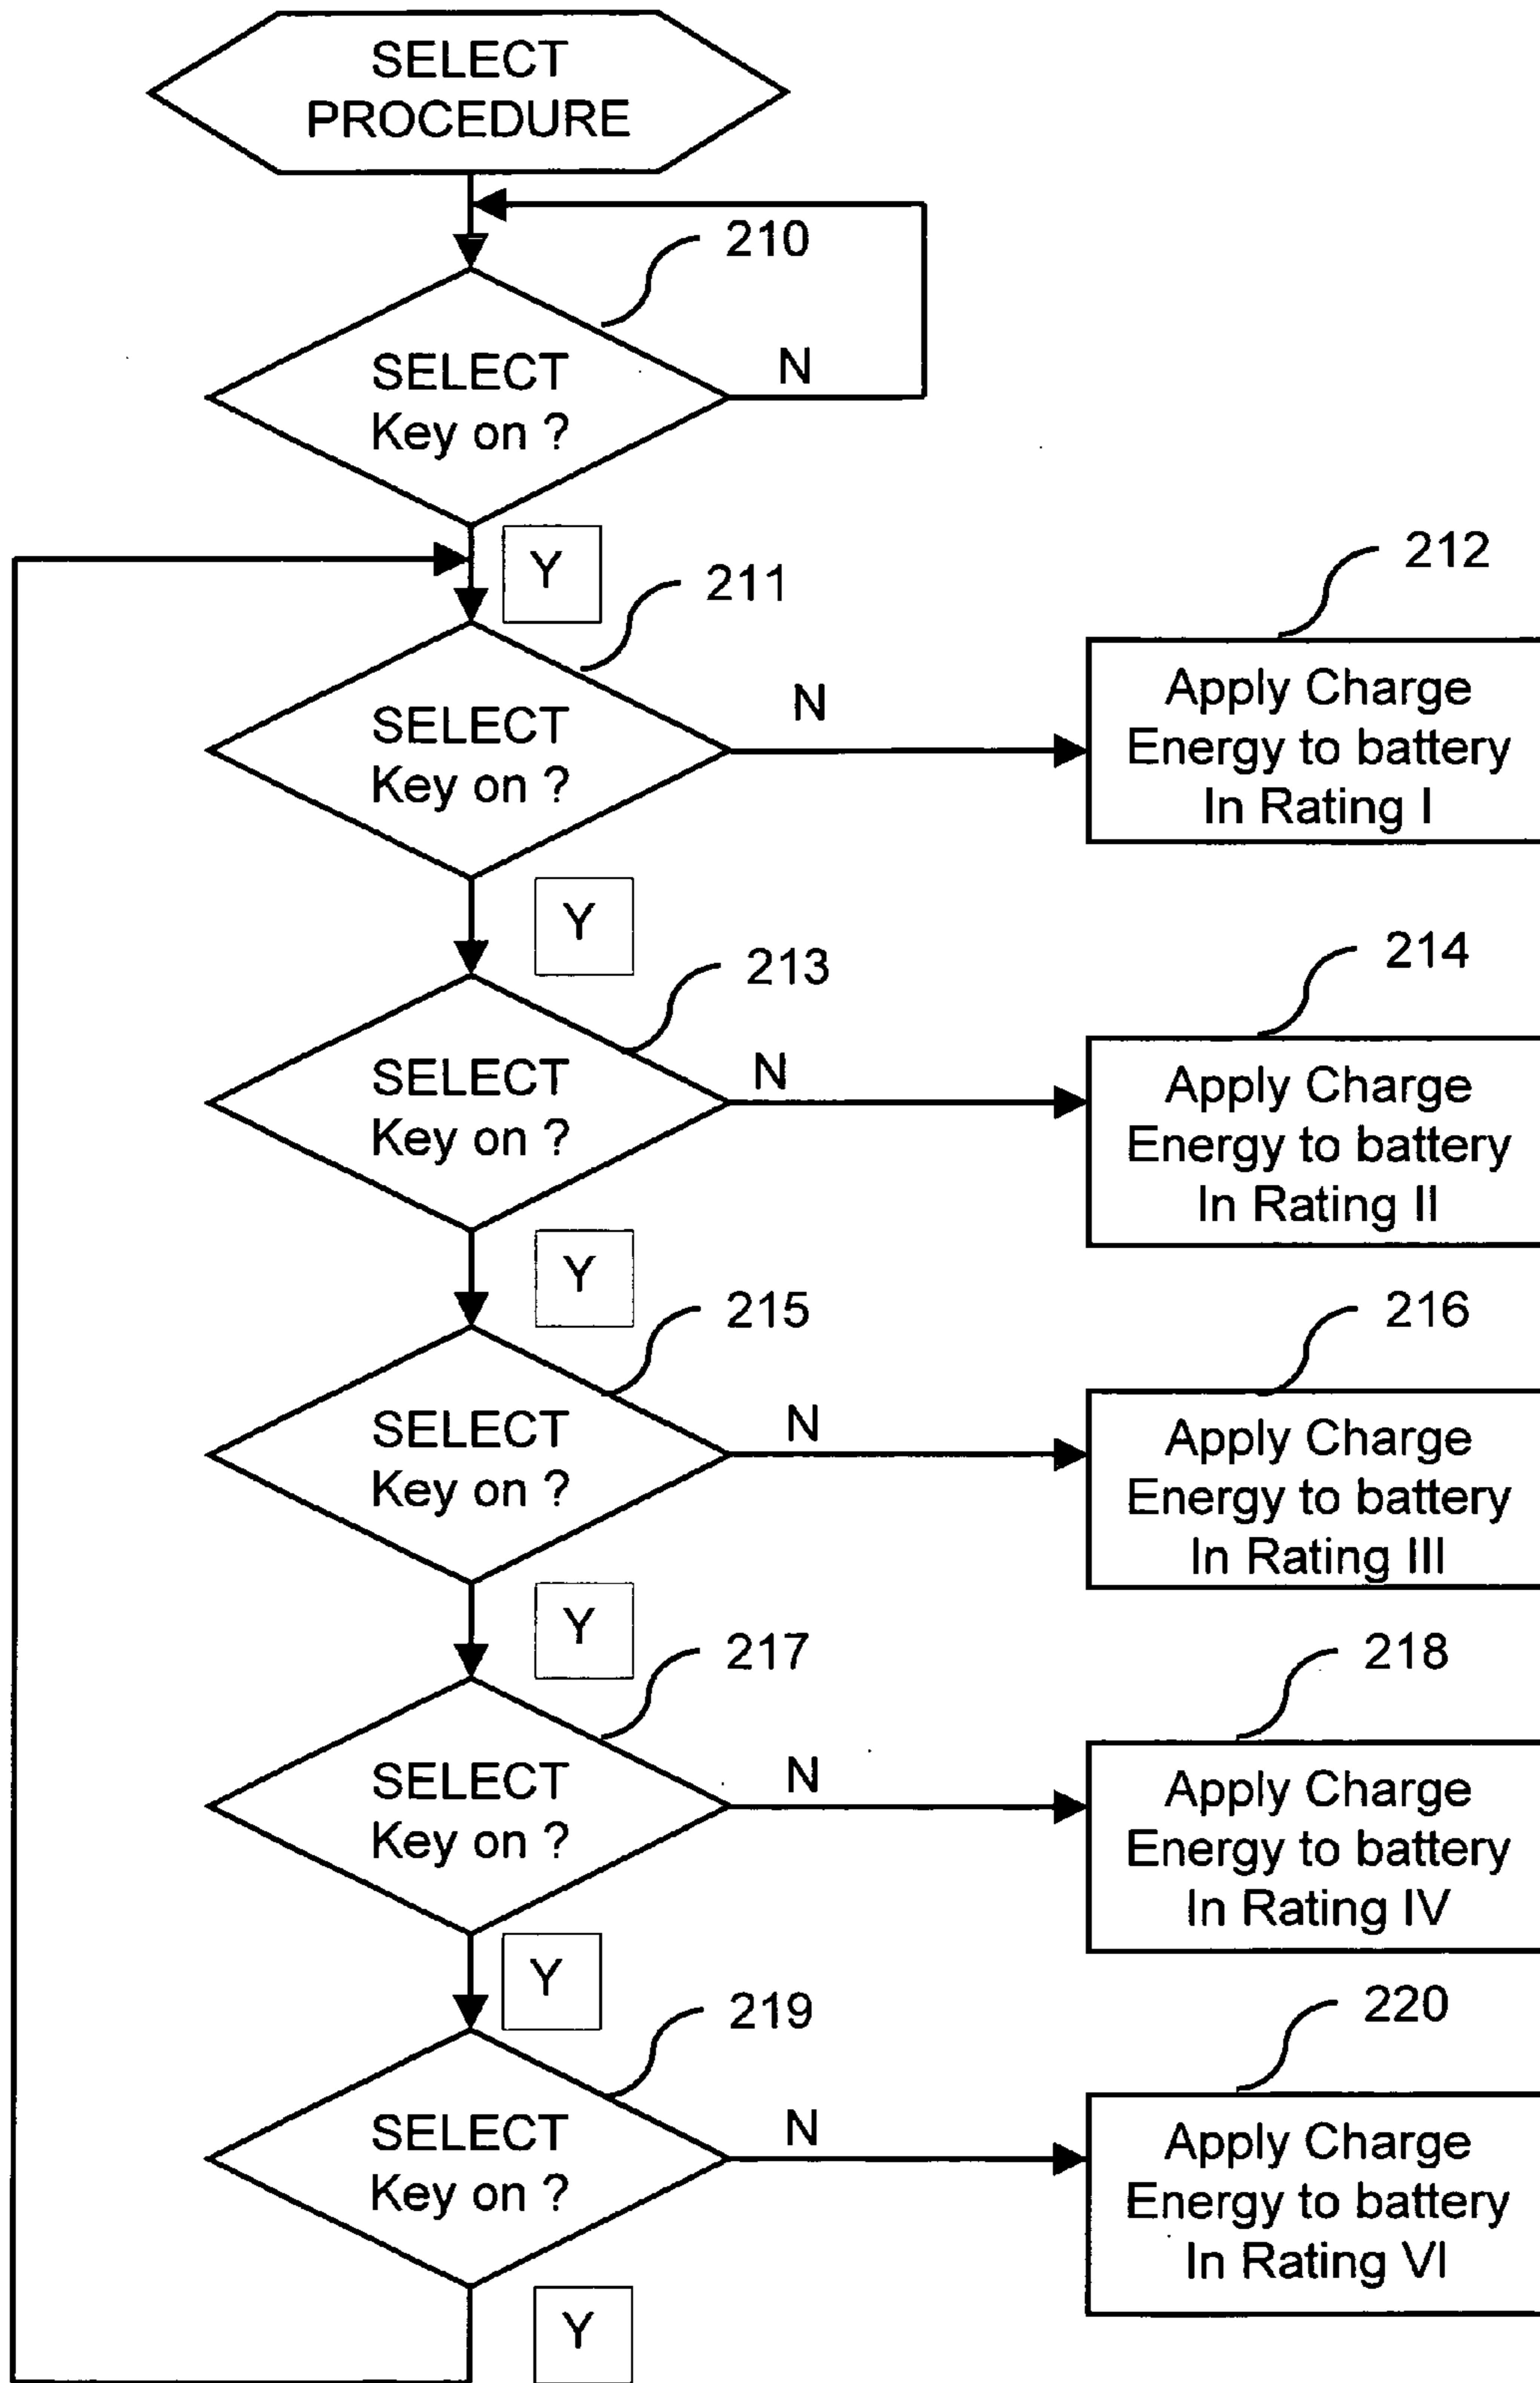 SELECT
PROCEDURE
210
SELECT
Key on ?
N
Y
211
212
SELECT
Key on ?
N
Apply Charge
Energy to battery
In Rating I
Y
213
214
SELECT
Key on ?
N
Apply Charge
Energy to battery
In Rating II
Y
215
216
SELECT
Key on ?
N
Apply Charge
Energy to battery
In Rating III
Y
217
218
SELECT
Key on ?
N
Apply Charge
Energy to battery
In Rating IV
Y
219
220
SELECT
Key on ?
N
Apply Charge
Energy to battery
In Rating VI
Y